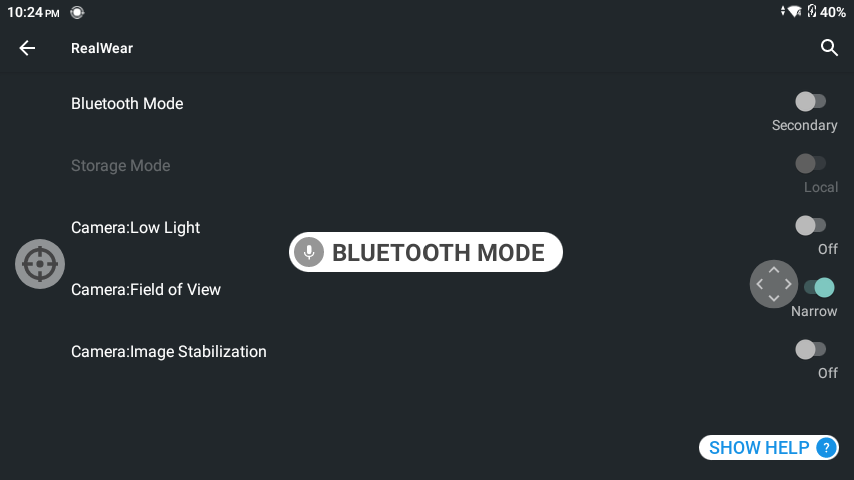 10:24 PM
40%
RealWear
Bluetooth Mode
Secondary
Storage Mode
Local
Camera:Low Light
Off
BLUETOOTH MODE
Camera:Field of View
Narrow
Camera:Image Stabilization
Off
SHOW HELP ?